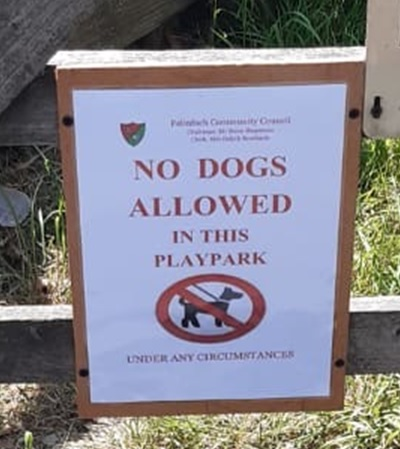 Community Council
NO DOGS
ALLOWED
IN THIS
PLAYPARK
UNDER ANY CIRCUMSTANCES